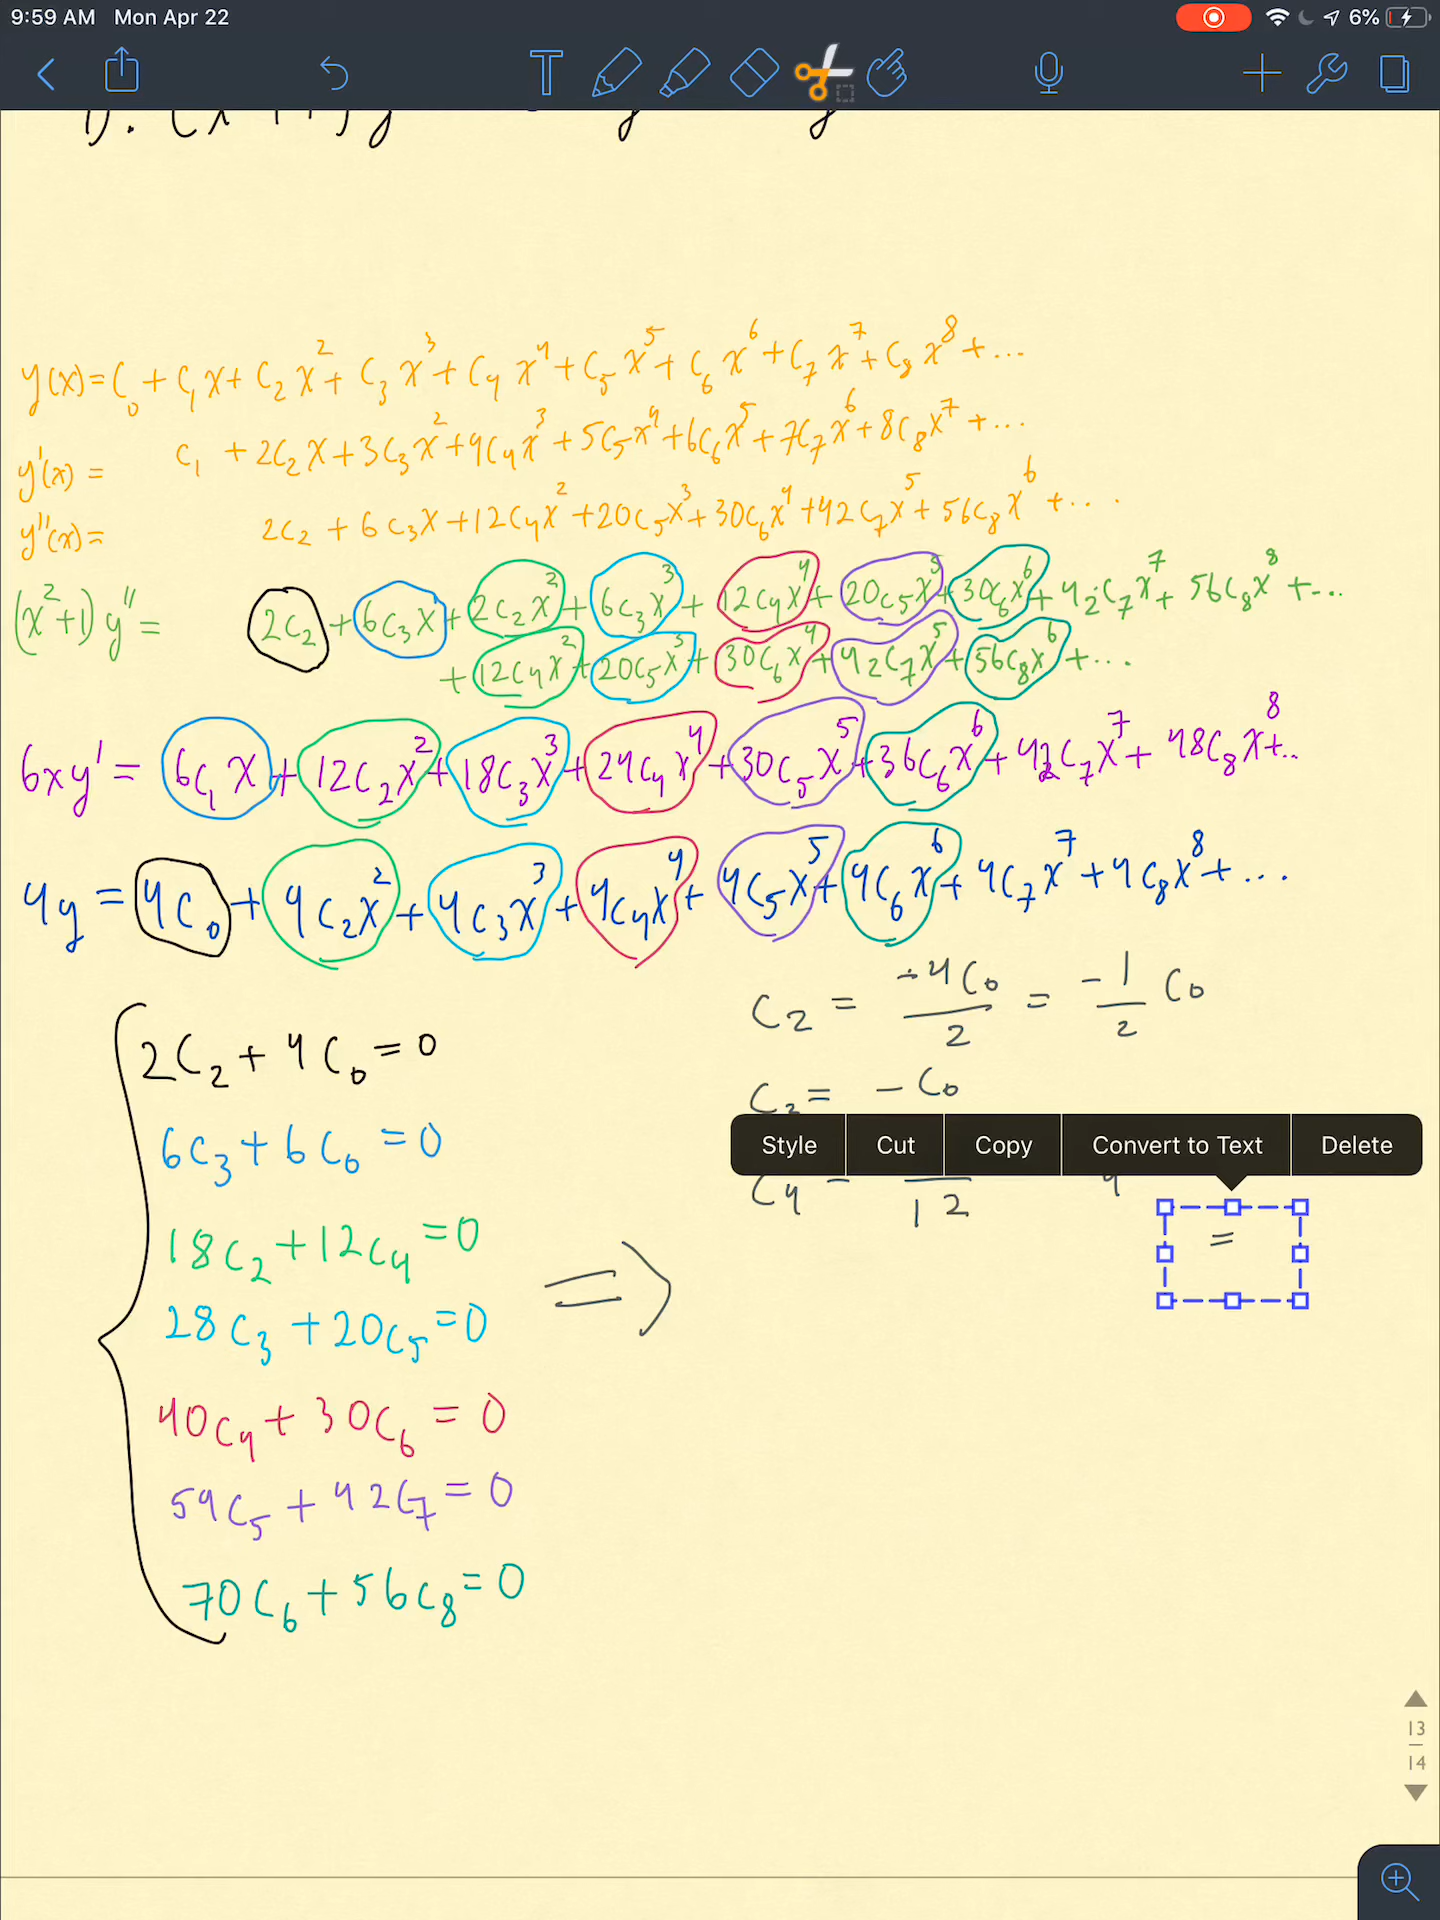 9:59 AM Mon Apr 22
6%
T
y(x) = C₀ + C₁x + C₂x² + C₃x³ + C₄x⁴ + C₅x⁵ + C₆x⁶ + C₇x⁷ + C₈x⁸ + ...
y'(x) = C₁ + 2C₂x + 3C₃x² + 4C₄x³ + 5C₅x⁴ + 6C₆x⁵ + 7C₇x⁶ + 8C₈x⁷ + ...
y''(x) = 2C₂ + 6C₃x + 12C₄x² + 20C₅x³ + 30C₆x⁴ + 42C₇x⁵ + 56C₈x⁶ + ....
(x²+1)y'' = 2C₂ + 6C₃x + 2C₂x² + 6C₃x³ + 12C₄x⁴ + 20C₅x⁵ + 30C₆x⁶ + 42C₇x⁷ + 56C₈x⁸ + ...
+ 12C₄x² + 20C₅x³ + 30C₆x⁴ + 42C₇x⁵ + 56C₈x⁶ + ...
6xy' = 6C₁x + 12C₂x² + 18C₃x³ + 24C₄x⁴ + 30C₅x⁵ + 36C₆x⁶ + 42C₇x⁷ + 48C₈x⁸ + ..
4y = 4C₀ + 4C₂x² + 4C₃x³ + 4C₄x⁴ + 4C₅x⁵ + 4C₆x⁶ + 4C₇x⁷ + 4C₈x⁸ + ...
2C₂ + 4C₀ = 0
6C₃ + 6C₀ = 0
18C₂ + 12C₄ = 0
28C₃ + 20C₅ = 0
40C₄ + 30C₆ = 0
54C₅ + 42C₇ = 0
70C₆ + 56C₈ = 0
=>
C₂ = -4C₀/2 = -1/2 C₀
C₃ = -C₀
Style Cut Copy Convert to Text Delete
C₄ = 12
=
13
14